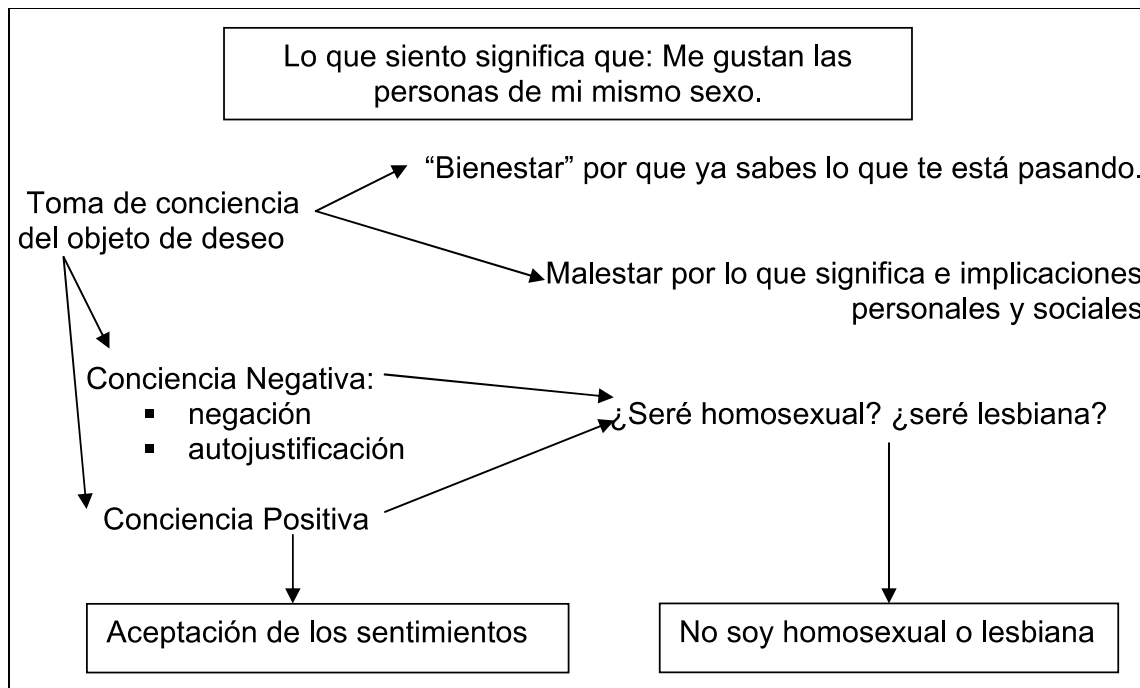 Lo que siento significa que: Me gustan las
personas de mi mismo sexo.
“Bienestar” por que ya sabes lo que te está pasando.
Toma de conciencia
del objeto de deseo
Malestar por lo que significa e implicaciones
personales y sociales
Conciencia Negativa:
▪ negación
▪ autojustificación
¿Seré homosexual? ¿seré lesbiana?
Conciencia Positiva
Aceptación de los sentimientos
No soy homosexual o lesbiana